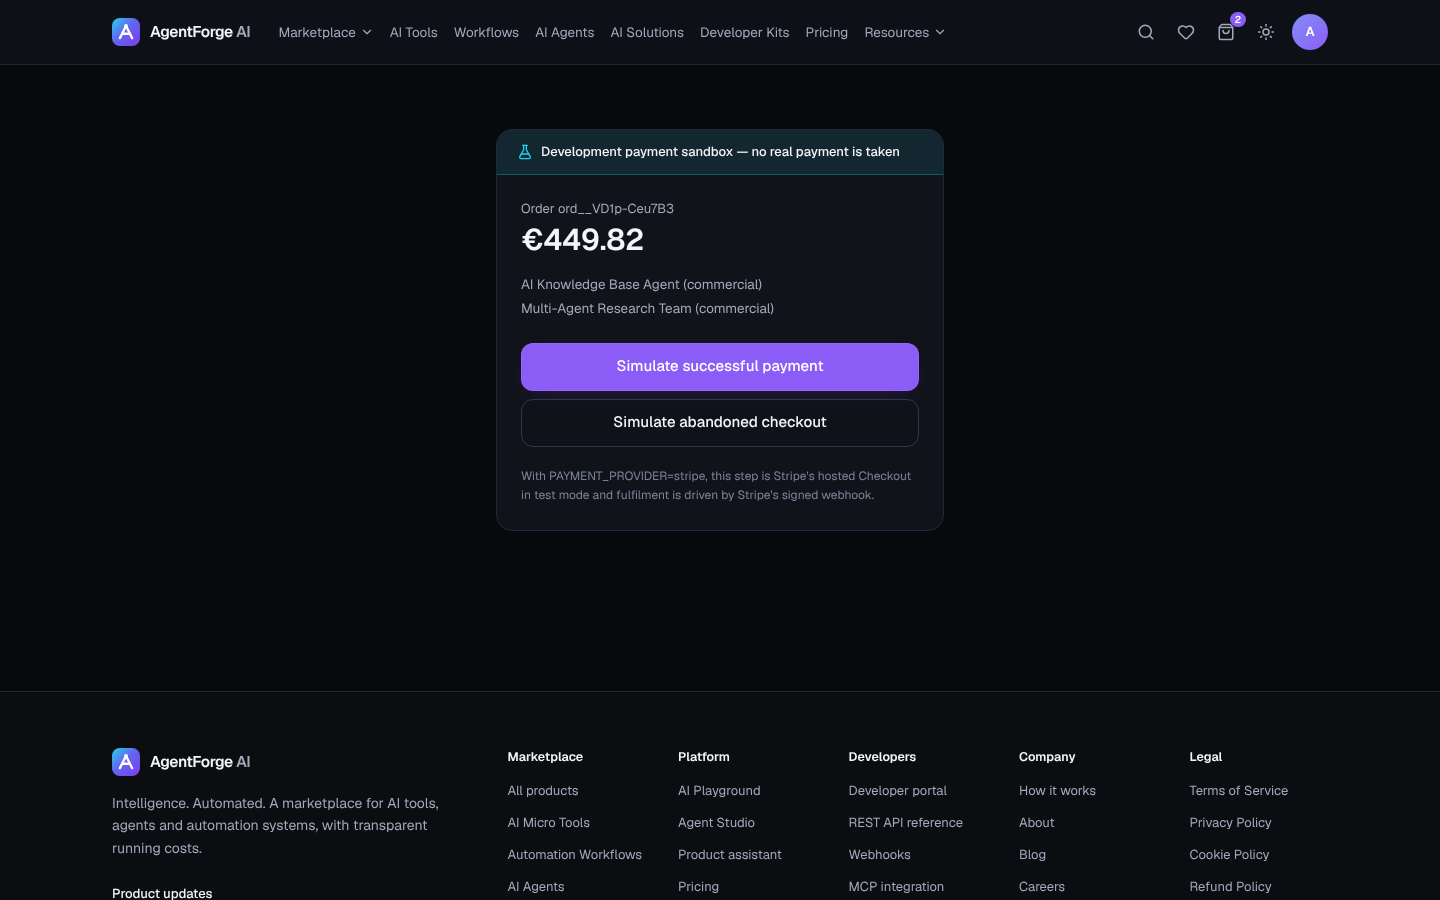 AgentForge AI
Marketplace
AI Tools
Workflows
AI Agents
AI Solutions
Developer Kits
Pricing
Resources
2
A
Development payment sandbox — no real payment is taken
Order ord__VD1p-Ceu7B3
€449.82
AI Knowledge Base Agent (commercial)
Multi-Agent Research Team (commercial)
Simulate successful payment
Simulate abandoned checkout
With PAYMENT_PROVIDER=stripe, this step is Stripe's hosted Checkout
in test mode and fulfilment is driven by Stripe's signed webhook.
AgentForge AI
Intelligence. Automated. A marketplace for AI tools,
agents and automation systems, with transparent
running costs.
Product updates
Marketplace
All products
AI Micro Tools
Automation Workflows
AI Agents
Platform
AI Playground
Agent Studio
Product assistant
Pricing
Developers
Developer portal
REST API reference
Webhooks
MCP integration
Company
How it works
About
Blog
Careers
Legal
Terms of Service
Privacy Policy
Cookie Policy
Refund Policy